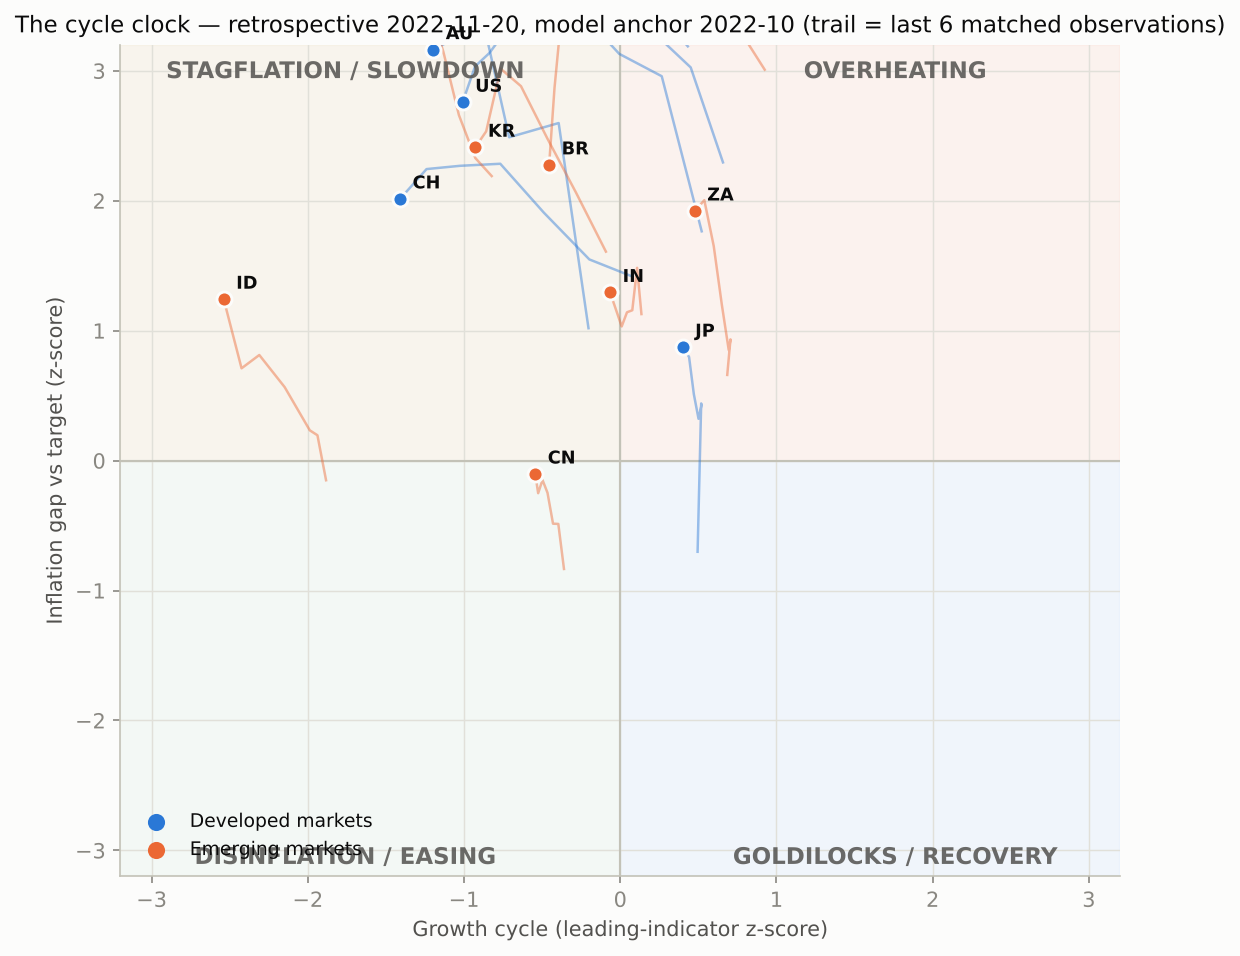 The cycle clock — retrospective 2022-11-20, model anchor 2022-10 (trail = last 6 matched observations)
AU
STAGFLATION / SLOWDOWN
OVERHEATING
US
KR
BR
CH
ZA
ID
IN
JP
CN
3
2
1
0
−1
−2
−3
Inflation gap vs target (z-score)
Developed markets
Emerging markets
DISINFLATION / EASING
GOLDILOCKS / RECOVERY
−3
−2
−1
0
1
2
3
Growth cycle (leading-indicator z-score)